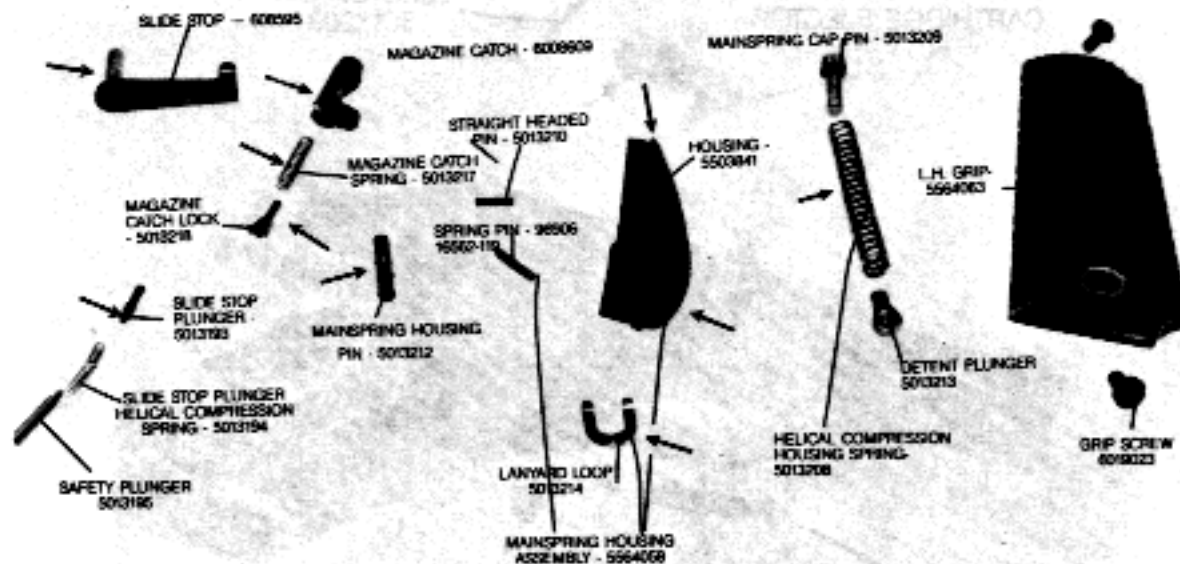 SLIDE STOP - 608595
MAGAZINE CATCH - 6008609
MAINSPRING CAP PIN - 5013209
STRAIGHT HEADED
PIN - 5013210
HOUSING -
5503841
MAGAZINE CATCH
SPRING - 5013217
L.H. GRIP-
5564063
MAGAZINE
CATCH LOCK
- 5013218
SPRING PIN - 96906
16562-119
SLIDE STOP
PLUNGER -
5013193
MAINSPRING HOUSING
PIN - 5013212
DETENT PLUNGER
5013213
SLIDE STOP PLUNGER
HELICAL COMPRESSION
SPRING - 5013194
HELICAL COMPRESSION
HOUSING SPRING-
5013208
GRIP SCREW
6019023
SAFETY PLUNGER
5013195
LANYARD LOOP
5013214
MAINSPRING HOUSING
ASSEMBLY - 5564058